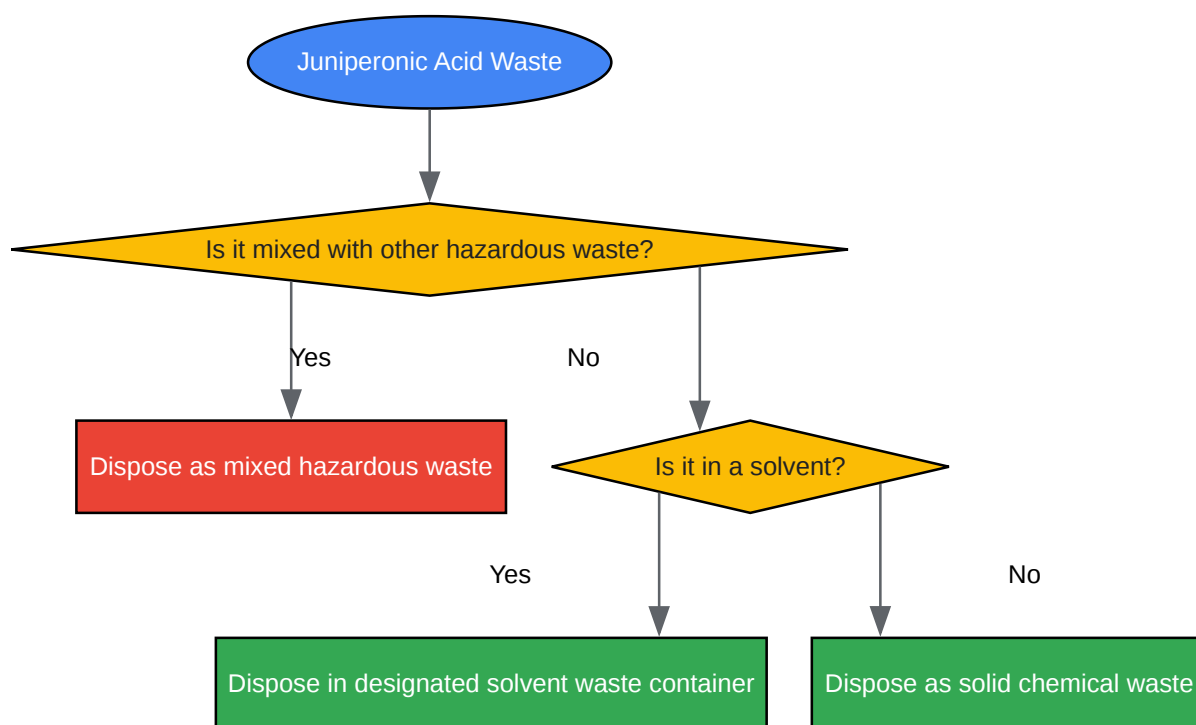 Juniperonic Acid Waste
Is it mixed with other hazardous waste?
Yes
No
Dispose as mixed hazardous waste
Is it in a solvent?
Yes
No
Dispose in designated solvent waste container
Dispose as solid chemical waste